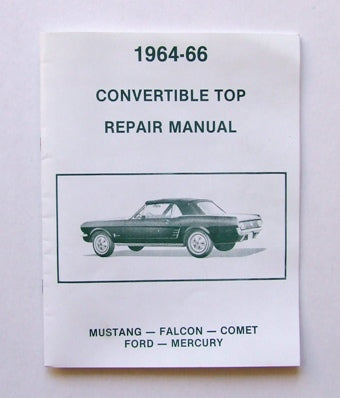 1964-66
CONVERTIBLE TOP
REPAIR MANUAL
MUSTANG — FALCON — COMET
FORD — MERCURY